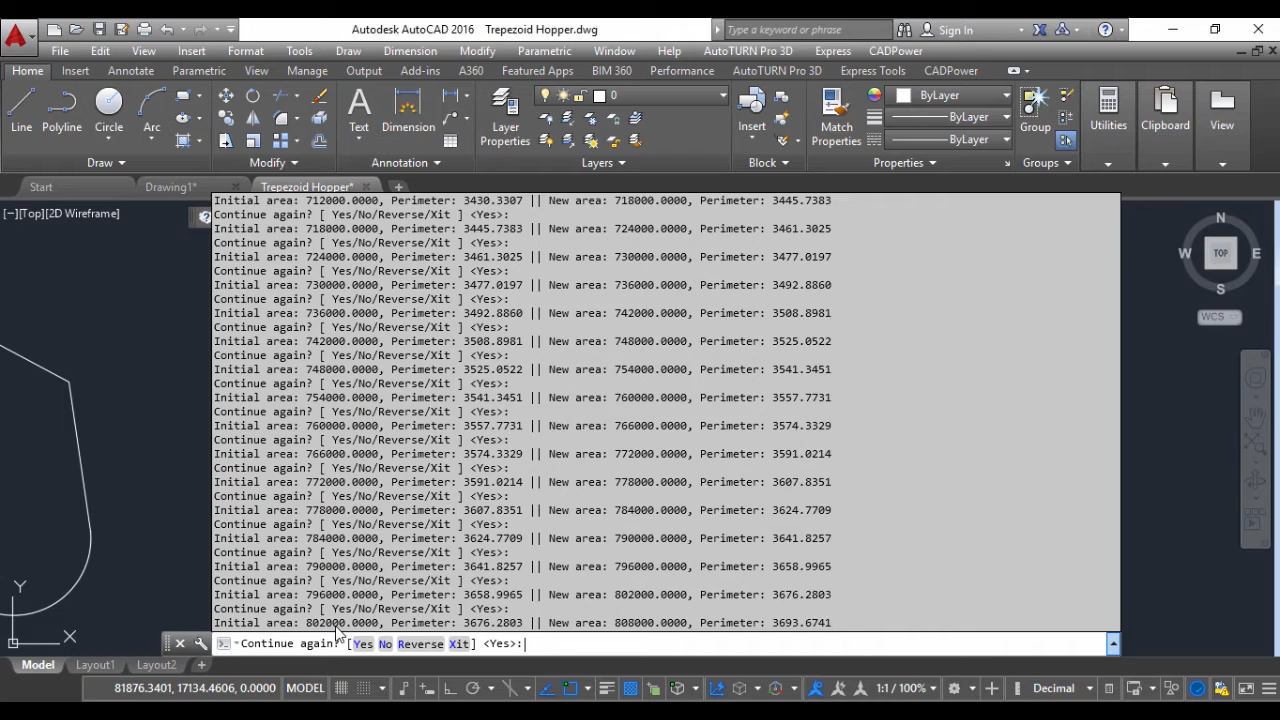 Autodesk AutoCAD 2016 Trepezoid Hopper.dwg
Type a keyword or phrase
Sign In
File Edit View Insert Format Tools Draw Dimension Modify Parametric Window Help AutoTURN Pro 3D Express CADPower
Home Insert Annotate Parametric View Manage Output Add-ins A360 Featured Apps BIM 360 Performance AutoTURN Pro 3D Express Tools CADPower
0
ByLayer
ByLayer
ByLayer
Line Polyline Circle Arc Text Dimension Layer Properties Insert Match Properties Group Utilities Clipboard View
Draw Modify Annotation Layers Block Properties Groups
Start Drawing1* Trepezoid Hopper*
[−][Top][2D Wireframe]
Initial area: 712000.0000, Perimeter: 3430.3307 || New area: 718000.0000, Perimeter: 3445.7383
Continue again? [ Yes/No/Reverse/Xit ] <Yes>:
Initial area: 718000.0000, Perimeter: 3445.7383 || New area: 724000.0000, Perimeter: 3461.3025
Continue again? [ Yes/No/Reverse/Xit ] <Yes>:
Initial area: 724000.0000, Perimeter: 3461.3025 || New area: 730000.0000, Perimeter: 3477.0197
Continue again? [ Yes/No/Reverse/Xit ] <Yes>:
Initial area: 730000.0000, Perimeter: 3477.0197 || New area: 736000.0000, Perimeter: 3492.8860
Continue again? [ Yes/No/Reverse/Xit ] <Yes>:
Initial area: 736000.0000, Perimeter: 3492.8860 || New area: 742000.0000, Perimeter: 3508.8981
Continue again? [ Yes/No/Reverse/Xit ] <Yes>:
Initial area: 742000.0000, Perimeter: 3508.8981 || New area: 748000.0000, Perimeter: 3525.0522
Continue again? [ Yes/No/Reverse/Xit ] <Yes>:
Initial area: 748000.0000, Perimeter: 3525.0522 || New area: 754000.0000, Perimeter: 3541.3451
Continue again? [ Yes/No/Reverse/Xit ] <Yes>:
Initial area: 754000.0000, Perimeter: 3541.3451 || New area: 760000.0000, Perimeter: 3557.7731
Continue again? [ Yes/No/Reverse/Xit ] <Yes>:
Initial area: 760000.0000, Perimeter: 3557.7731 || New area: 766000.0000, Perimeter: 3574.3329
Continue again? [ Yes/No/Reverse/Xit ] <Yes>:
Initial area: 766000.0000, Perimeter: 3574.3329 || New area: 772000.0000, Perimeter: 3591.0214
Continue again? [ Yes/No/Reverse/Xit ] <Yes>:
Initial area: 772000.0000, Perimeter: 3591.0214 || New area: 778000.0000, Perimeter: 3607.8351
Continue again? [ Yes/No/Reverse/Xit ] <Yes>:
Initial area: 778000.0000, Perimeter: 3607.8351 || New area: 784000.0000, Perimeter: 3624.7709
Continue again? [ Yes/No/Reverse/Xit ] <Yes>:
Initial area: 784000.0000, Perimeter: 3624.7709 || New area: 790000.0000, Perimeter: 3641.8257
Continue again? [ Yes/No/Reverse/Xit ] <Yes>:
Initial area: 790000.0000, Perimeter: 3641.8257 || New area: 796000.0000, Perimeter: 3658.9965
Continue again? [ Yes/No/Reverse/Xit ] <Yes>:
Initial area: 796000.0000, Perimeter: 3658.9965 || New area: 802000.0000, Perimeter: 3676.2803
Continue again? [ Yes/No/Reverse/Xit ] <Yes>:
Initial area: 802000.0000, Perimeter: 3676.2803 || New area: 808000.0000, Perimeter: 3693.6741
Continue again? [Yes No Reverse Xit] <Yes>:
N
W TOP E
S
WCS
Y
X
Model Layout1 Layout2
81876.3401, 17134.4606, 0.0000 MODEL 1:1 / 100% Decimal